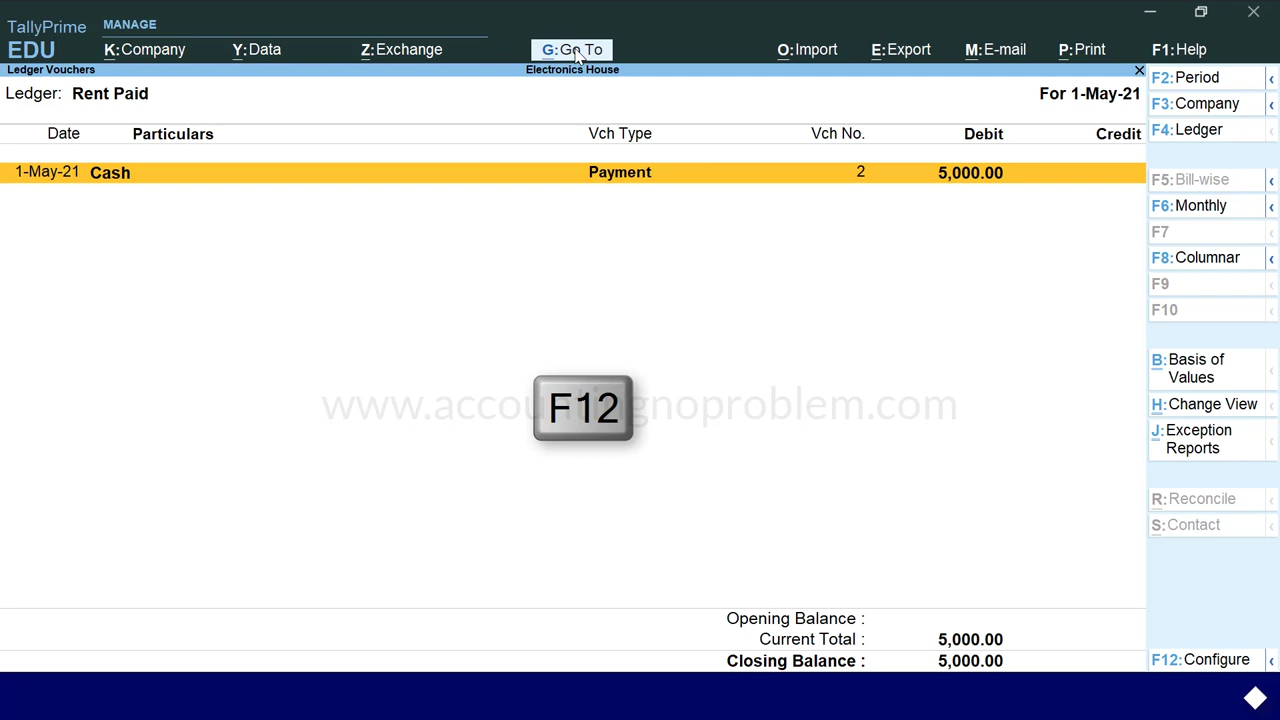 TallyPrime
EDU
MANAGE
K:Company Y:Data Z:Exchange G:Go To O:Import E:Export M:E-mail P:Print F1:Help
Ledger Vouchers Electronics House
Ledger: Rent Paid For 1-May-21
Date Particulars Vch Type Vch No. Debit Credit
1-May-21 Cash Payment 2 5,000.00
F12
Opening Balance :
Current Total : 5,000.00
Closing Balance : 5,000.00
F2:Period
F3:Company
F4:Ledger
F5:Bill-wise
F6:Monthly
F7
F8:Columnar
F9
F10
B:Basis of
Values
H:Change View
J:Exception
Reports
R:Reconcile
S:Contact
F12:Configure